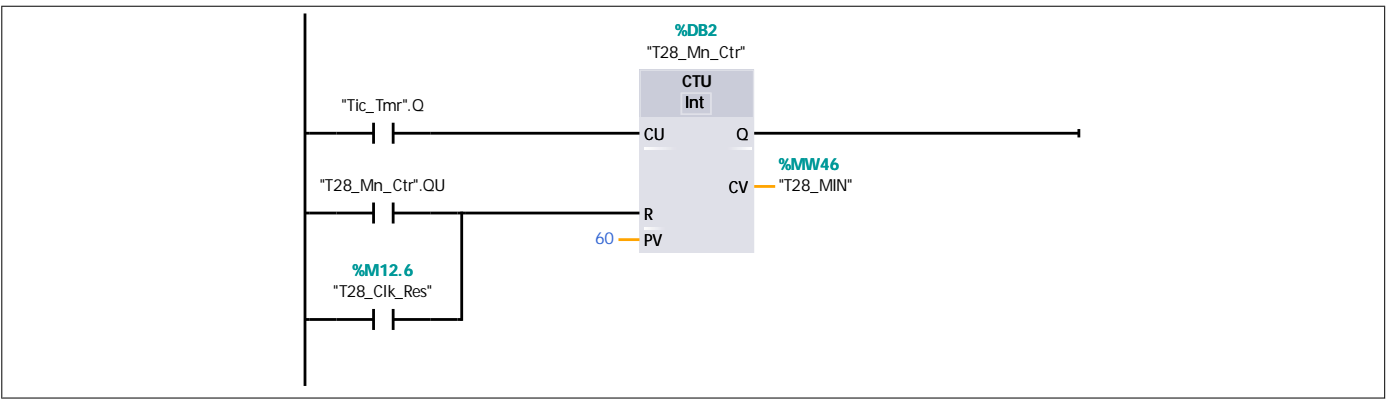 %DB2
"T28_Mn_Ctr"
CTU
Int
"Tic_Tmr".Q
CU Q
%MW46
"T28_Mn_Ctr".QU
CV "T28_MIN"
R
60 PV
%M12.6
"T28_Clk_Res"